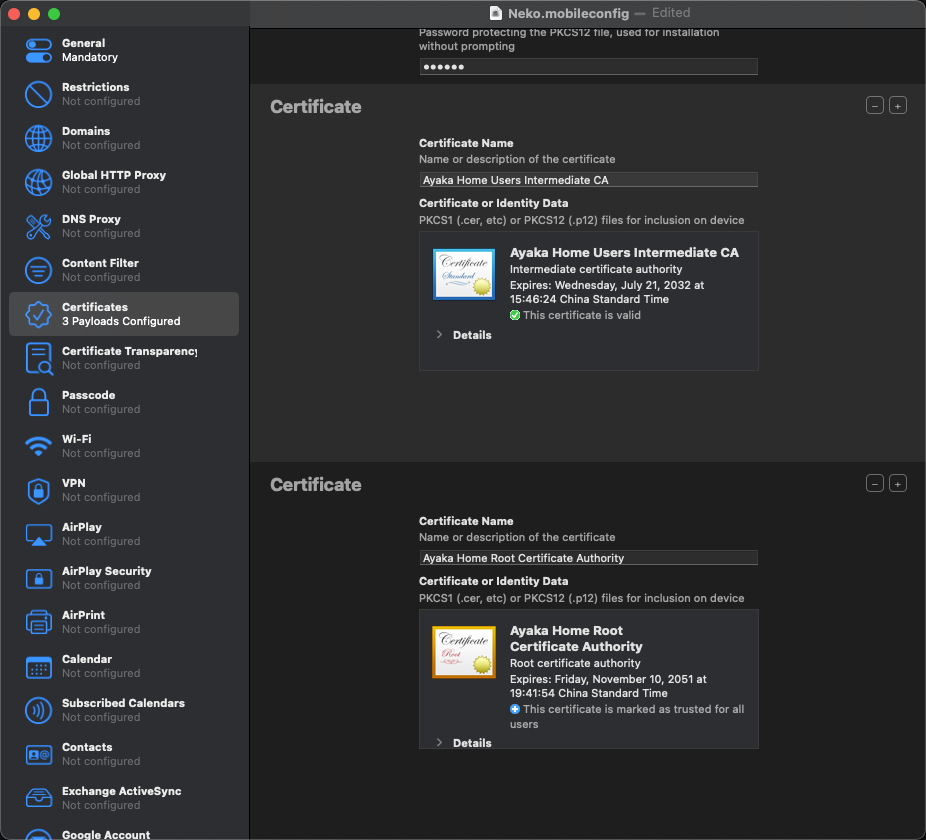 Neko.mobileconfig — Edited
General
Mandatory
Restrictions
Not configured
Domains
Not configured
Global HTTP Proxy
Not configured
DNS Proxy
Not configured
Content Filter
Not configured
Certificates
3 Payloads Configured
Certificate Transparency
Not configured
Passcode
Not configured
Wi-Fi
Not configured
VPN
Not configured
AirPlay
Not configured
AirPlay Security
Not configured
AirPrint
Not configured
Calendar
Not configured
Subscribed Calendars
Not configured
Contacts
Not configured
Exchange ActiveSync
Not configured
Google Account
Password protecting the PKCS12 file, used for installation
without prompting
••••••
Certificate
Certificate Name
Name or description of the certificate
Ayaka Home Users Intermediate CA
Certificate or Identity Data
PKCS1 (.cer, etc) or PKCS12 (.p12) files for inclusion on device
Certificate
Standard
Ayaka Home Users Intermediate CA
Intermediate certificate authority
Expires: Wednesday, July 21, 2032 at
15:46:24 China Standard Time
This certificate is valid
Details
Certificate
Certificate Name
Name or description of the certificate
Ayaka Home Root Certificate Authority
Certificate or Identity Data
PKCS1 (.cer, etc) or PKCS12 (.p12) files for inclusion on device
Certificate
Root
Ayaka Home Root
Certificate Authority
Root certificate authority
Expires: Friday, November 10, 2051 at
19:41:54 China Standard Time
This certificate is marked as trusted for all
users
Details